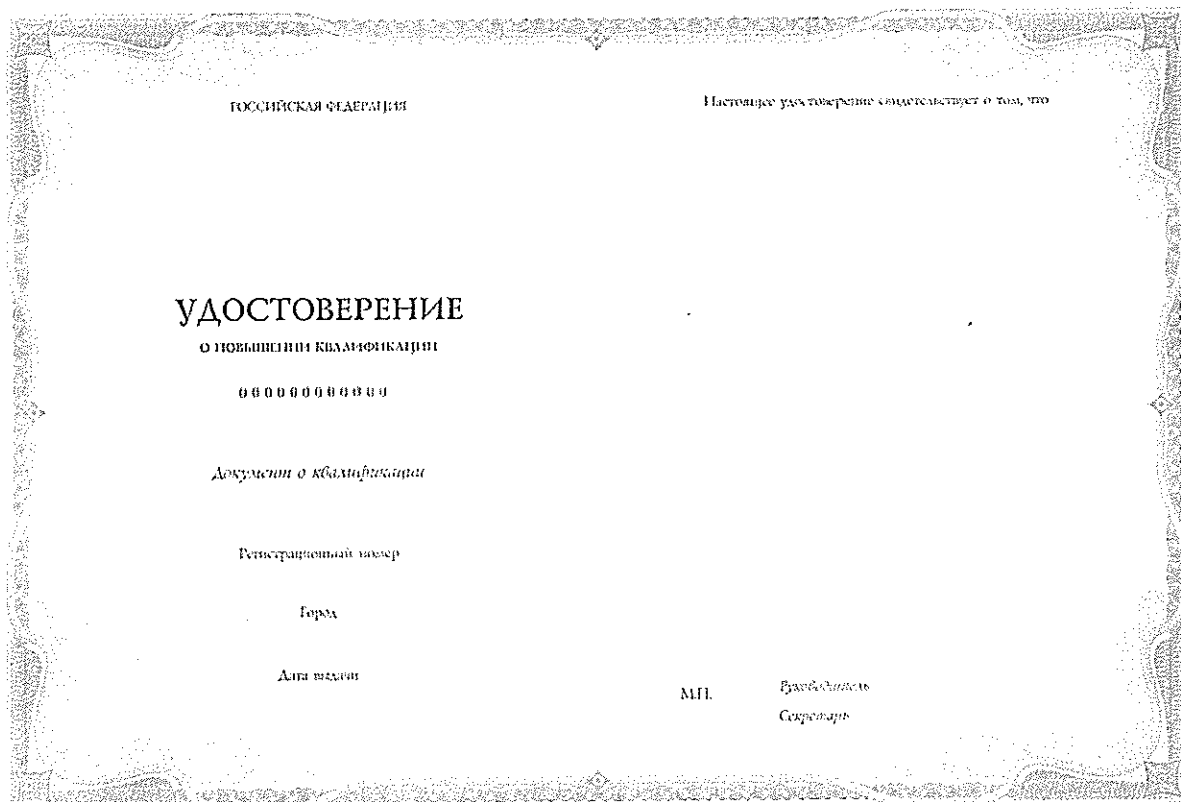 РОССИЙСКАЯ ФЕДЕРАЦИЯ
УДОСТОВЕРЕНИЕ
О ПОВЫШЕНИИ КВАЛИФИКАЦИИ
000000000000
Документ о квалификации
Регистрационный номер
Город
Дата выдачи
Настоящее удостоверение свидетельствует о том, что
М.П.
Руководитель
Секретарь